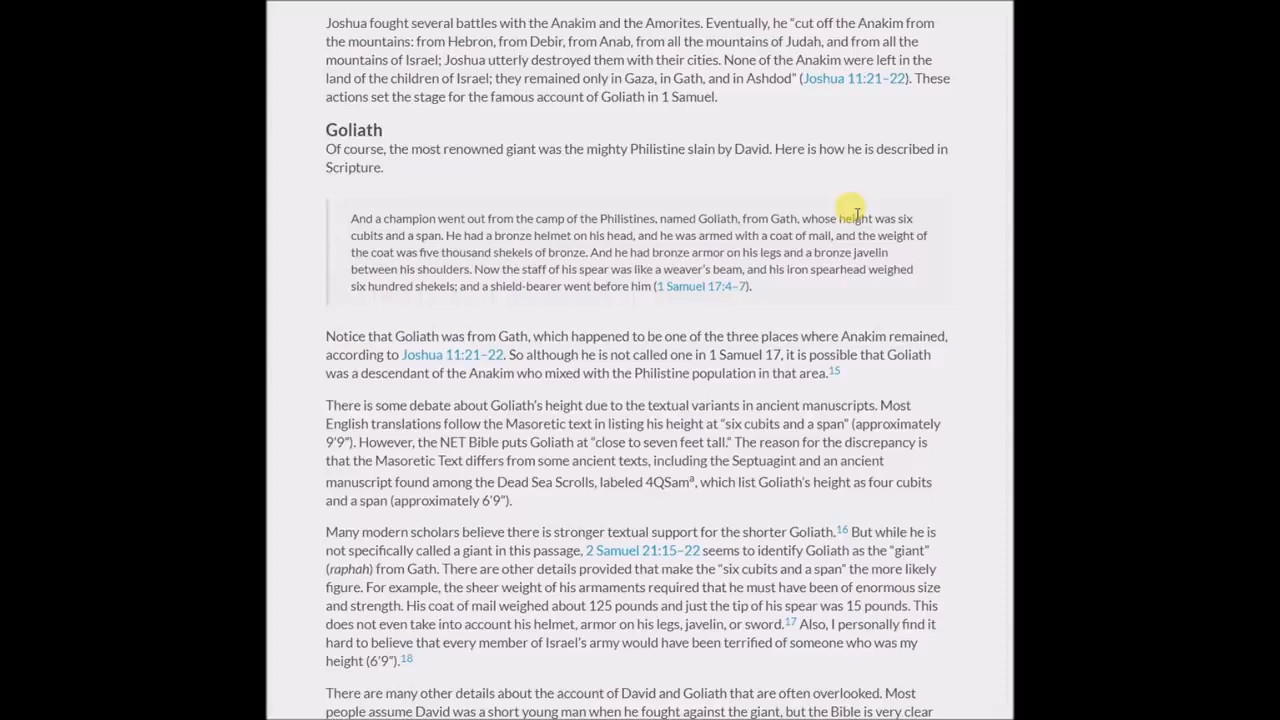 Joshua fought several battles with the Anakim and the Amorites. Eventually, he “cut off the Anakim from
the mountains: from Hebron, from Debir, from Anab, from all the mountains of Judah, and from all the
mountains of Israel; Joshua utterly destroyed them with their cities. None of the Anakim were left in the
land of the children of Israel; they remained only in Gaza, in Gath, and in Ashdod” (Joshua 11:21–22). These
actions set the stage for the famous account of Goliath in 1 Samuel.
Goliath
Of course, the most renowned giant was the mighty Philistine slain by David. Here is how he is described in
Scripture.
And a champion went out from the camp of the Philistines, named Goliath, from Gath, whose height was six
cubits and a span. He had a bronze helmet on his head, and he was armed with a coat of mail, and the weight of
the coat was five thousand shekels of bronze. And he had bronze armor on his legs and a bronze javelin
between his shoulders. Now the staff of his spear was like a weaver’s beam, and his iron spearhead weighed
six hundred shekels; and a shield-bearer went before him (1 Samuel 17:4–7).
Notice that Goliath was from Gath, which happened to be one of the three places where Anakim remained,
according to Joshua 11:21–22. So although he is not called one in 1 Samuel 17, it is possible that Goliath
was a descendant of the Anakim who mixed with the Philistine population in that area.15
There is some debate about Goliath’s height due to the textual variants in ancient manuscripts. Most
English translations follow the Masoretic text in listing his height at “six cubits and a span” (approximately
9’9”). However, the NET Bible puts Goliath at “close to seven feet tall.” The reason for the discrepancy is
that the Masoretic Text differs from some ancient texts, including the Septuagint and an ancient
manuscript found among the Dead Sea Scrolls, labeled 4QSama, which list Goliath’s height as four cubits
and a span (approximately 6’9”).
Many modern scholars believe there is stronger textual support for the shorter Goliath.16 But while he is
not specifically called a giant in this passage, 2 Samuel 21:15–22 seems to identify Goliath as the “giant”
(raphah) from Gath. There are other details provided that make the “six cubits and a span” the more likely
figure. For example, the sheer weight of his armaments required that he must have been of enormous size
and strength. His coat of mail weighed about 125 pounds and just the tip of his spear was 15 pounds. This
does not even take into account his helmet, armor on his legs, javelin, or sword.17 Also, I personally find it
hard to believe that every member of Israel’s army would have been terrified of someone who was my
height (6’9”).18
There are many other details about the account of David and Goliath that are often overlooked. Most
people assume David was a short young man when he fought against the giant, but the Bible is very clear